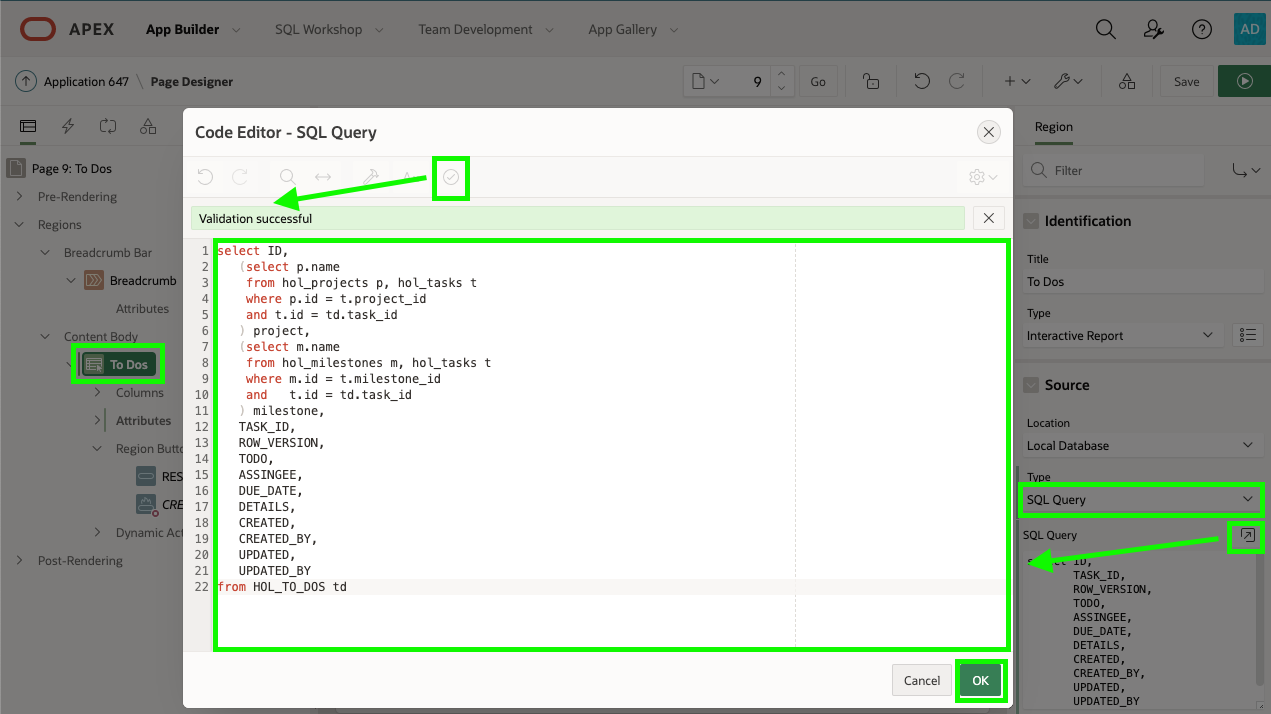 APEX App Builder SQL Workshop Team Development App Gallery AD
Application 647 \ Page Designer 9 Go Save
Page 9: To Dos
Pre-Rendering
Regions
Breadcrumb Bar
Breadcrumb
Attributes
Content Body
To Dos
Columns
Attributes
Region Butto
RES
CRE
Dynamic Act
Post-Rendering
Code Editor - SQL Query
Validation successful
1 select ID,
2 (select p.name
3 from hol_projects p, hol_tasks t
4 where p.id = t.project_id
5 and t.id = td.task_id
6 ) project,
7 (select m.name
8 from hol_milestones m, hol_tasks t
9 where m.id = t.milestone_id
10 and t.id = td.task_id
11 ) milestone,
12 TASK_ID,
13 ROW_VERSION,
14 TODO,
15 ASSINGEE,
16 DUE_DATE,
17 DETAILS,
18 CREATED,
19 CREATED_BY,
20 UPDATED,
21 UPDATED_BY
22 from HOL_TO_DOS td
Cancel OK
Region
Filter
Identification
Title
To Dos
Type
Interactive Report
Source
Location
Local Database
Type
SQL Query
SQL Query
ID,
TASK_ID,
ROW_VERSION,
TODO,
ASSINGEE,
DUE_DATE,
DETAILS,
CREATED,
CREATED_BY,
UPDATED,
UPDATED_BY